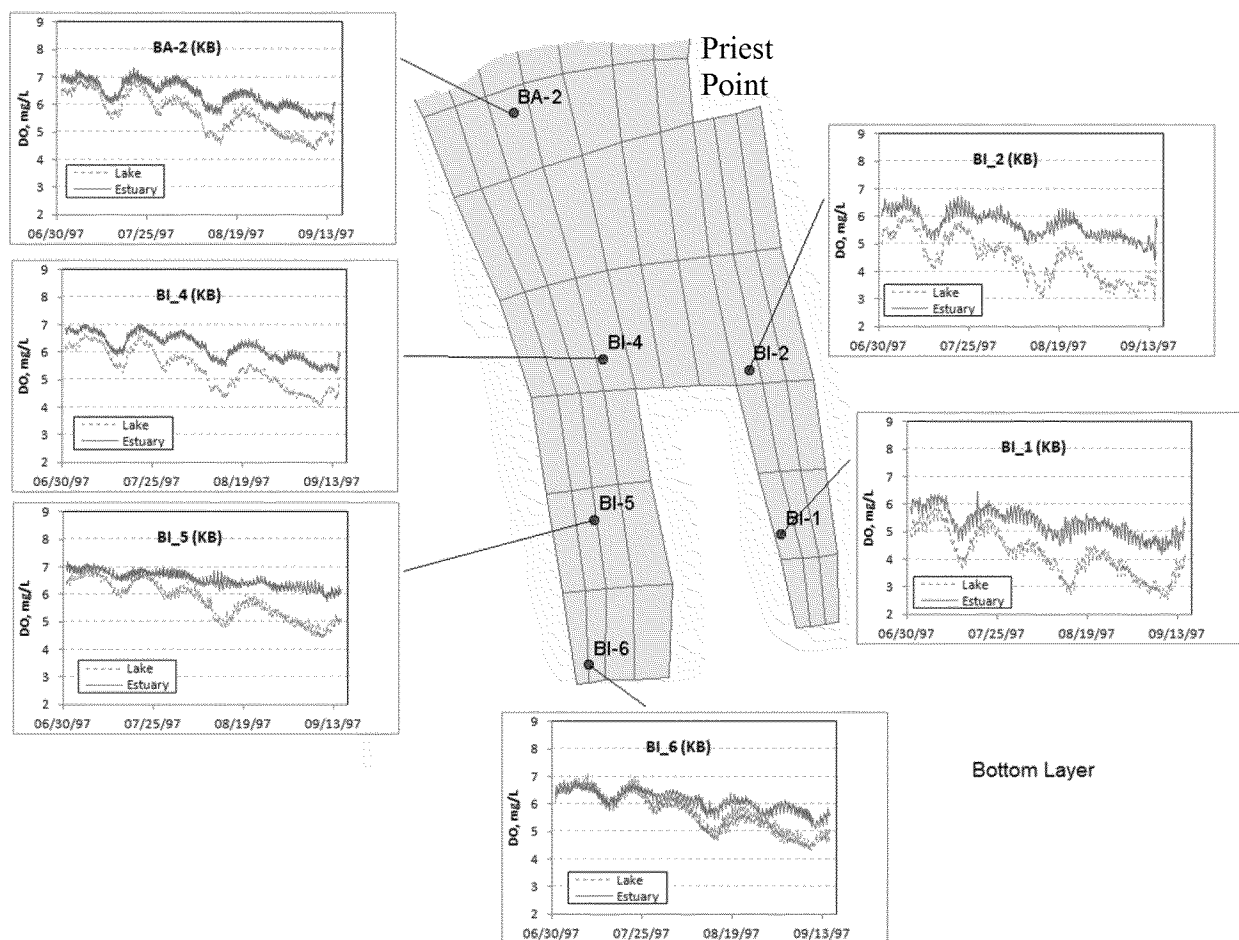 BA-2 (KB)
DO, mg/L
9
8
7
6
5
4
3
2
Lake
Estuary
06/30/97 07/25/97 08/19/97 09/13/97
BI_4 (KB)
DO, mg/L
9
8
7
6
5
4
3
2
Lake
Estuary
06/30/97 07/25/97 08/19/97 09/13/97
BI_5 (KB)
DO, mg/L
9
8
7
6
5
4
3
2
Lake
Estuary
06/30/97 07/25/97 08/19/97 09/13/97
Priest
Point
BA-2
BI-4
BI-2
BI-5
BI-1
BI-6
BI_2 (KB)
DO, mg/L
9
8
7
6
5
4
3
2
Lake
Estuary
06/30/97 07/25/97 08/19/97 09/13/97
BI_1 (KB)
DO, mg/L
9
8
7
6
5
4
3
2
Lake
Estuary
06/30/97 07/25/97 08/19/97 09/13/97
BI_6 (KB)
DO, mg/L
9
8
7
6
5
4
3
2
Lake
Estuary
06/30/97 07/25/97 08/19/97 09/13/97
Bottom Layer